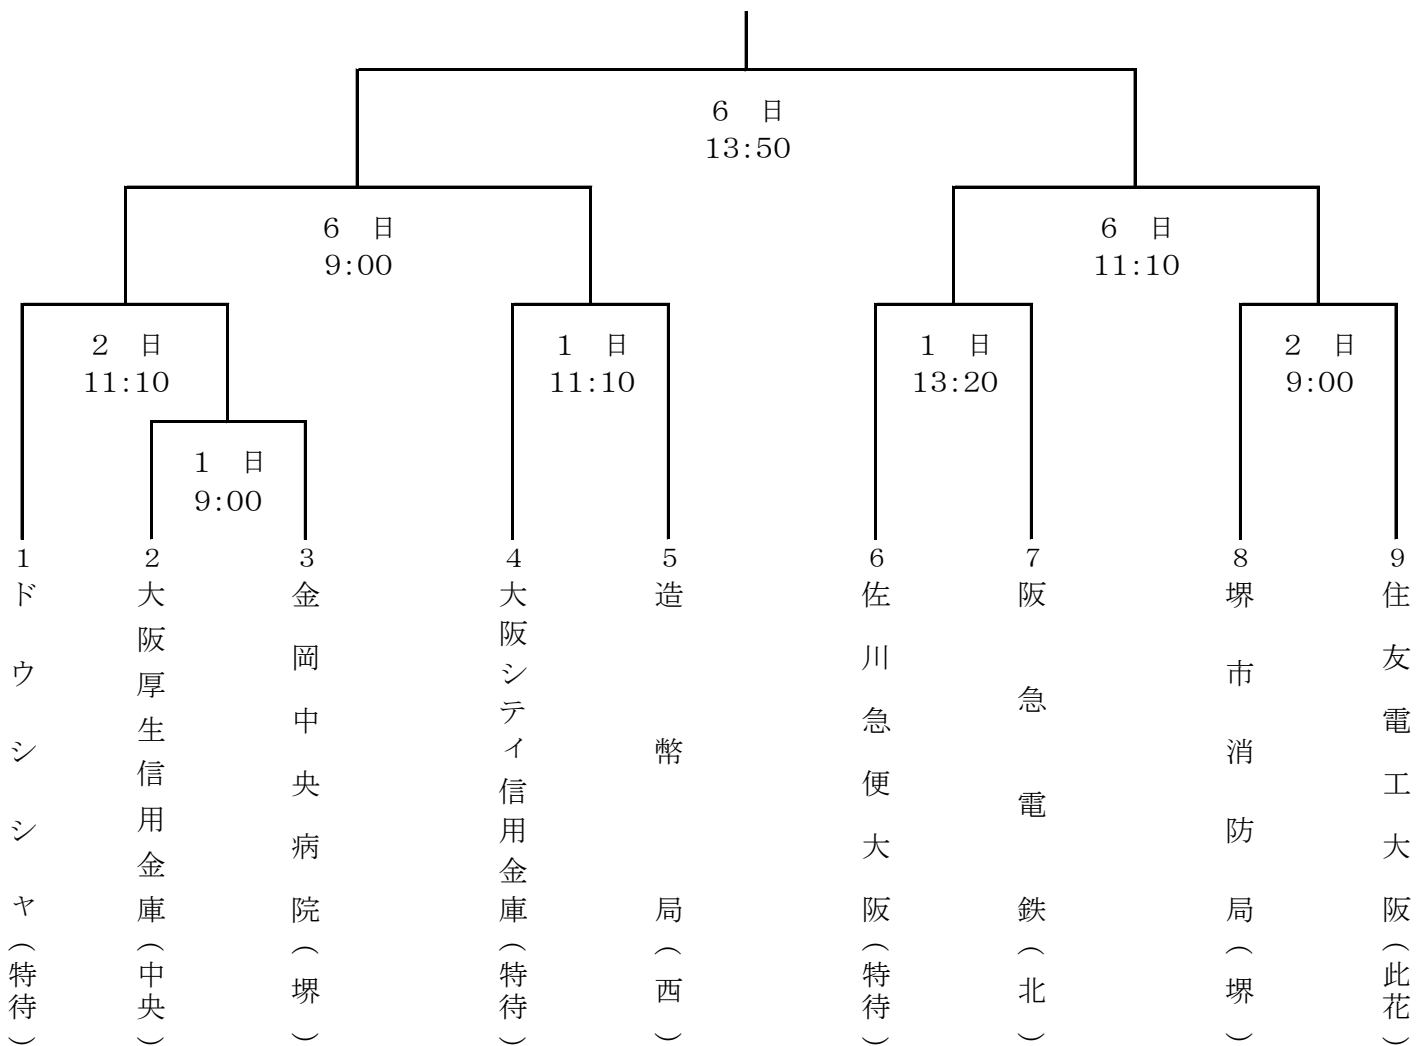 6 日
13:50
6 日
9:00
6 日
11:10
2 日
11:10
1 日
11:10
1 日
13:20
2 日
9:00
1 日
9:00
1
ドウシシャ(特待)
2
大阪厚生信用金庫(中央)
3
金岡中央病院(堺)
4
大阪シティ信用金庫(特待)
5
造幣局(西)
6
佐川急便大阪(特待)
7
阪急電鉄(北)
8
堺市消防局(堺)
9
住友電工大阪(此花)